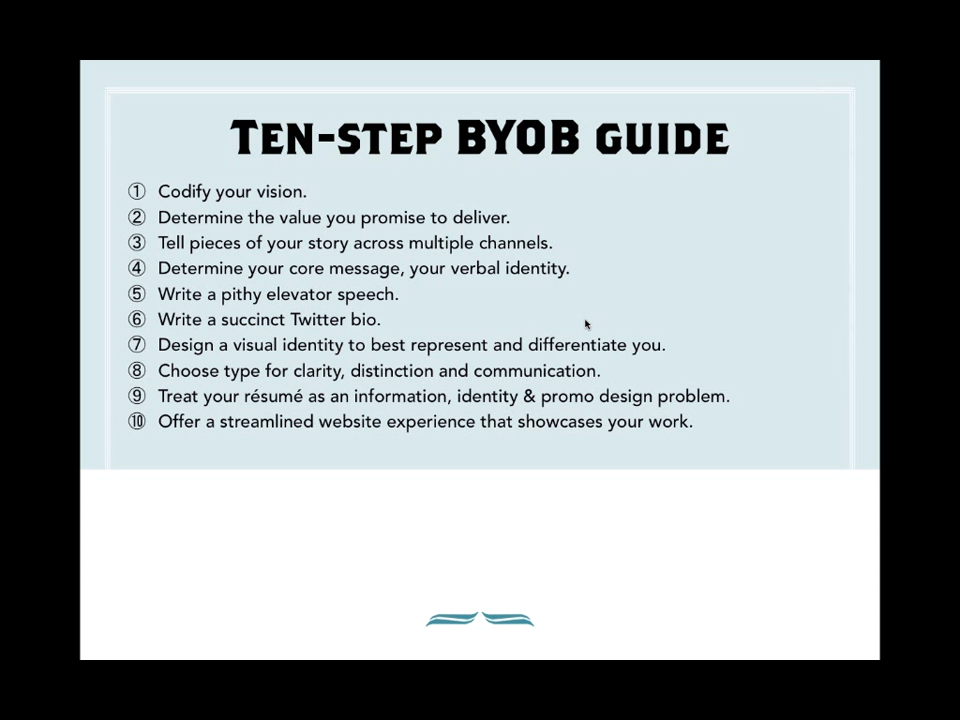 Ten-step BYOB guide
① Codify your vision.
② Determine the value you promise to deliver.
③ Tell pieces of your story across multiple channels.
④ Determine your core message, your verbal identity.
⑤ Write a pithy elevator speech.
⑥ Write a succinct Twitter bio.
⑦ Design a visual identity to best represent and differentiate you.
⑧ Choose type for clarity, distinction and communication.
⑨ Treat your résumé as an information, identity & promo design problem.
⑩ Offer a streamlined website experience that showcases your work.